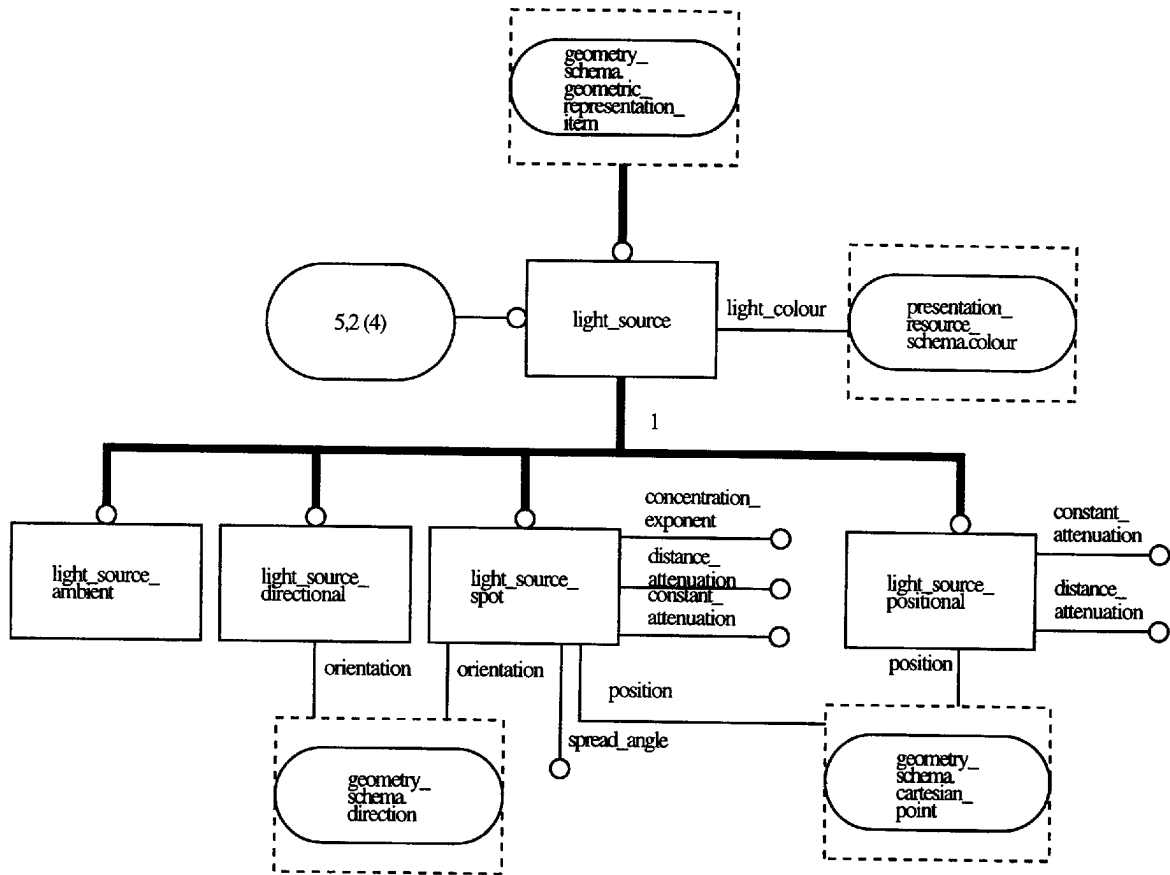 geometry_
schema.
geometric_
representation_
item
5,2 (4)
light_source
light_colour
presentation_
resource_
schema.colour
1
light_source_
ambient
light_source_
directional
light_source_
spot
concentration_
exponent
distance_
attenuation
constant_
attenuation
light_source_
positional
constant_
attenuation
distance_
attenuation
orientation
orientation
position
spread_angle
position
geometry_
schema.
direction
geometry_
schema.
cartesian_
point